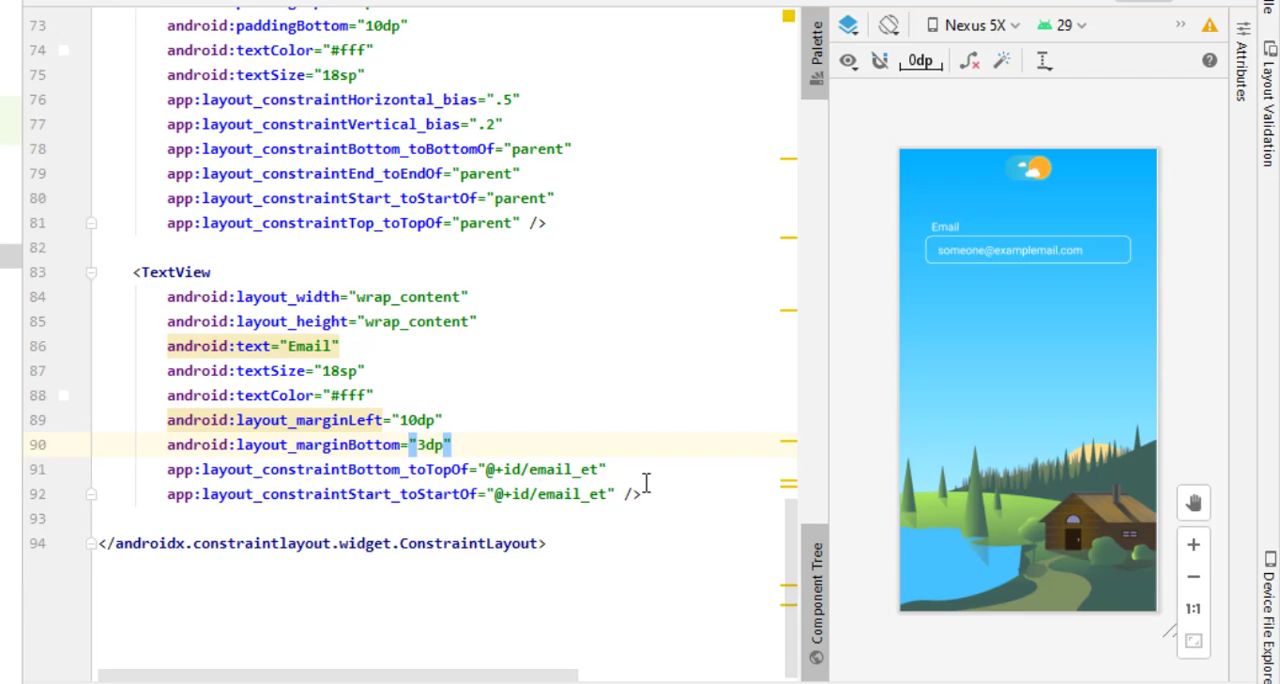 73 android:paddingBottom="10dp"
74 android:textColor="#fff"
75 android:textSize="18sp"
76 app:layout_constraintHorizontal_bias=".5"
77 app:layout_constraintVertical_bias=".2"
78 app:layout_constraintBottom_toBottomOf="parent"
79 app:layout_constraintEnd_toEndOf="parent"
80 app:layout_constraintStart_toStartOf="parent"
81 app:layout_constraintTop_toTopOf="parent" />
82
83 <TextView
84 android:layout_width="wrap_content"
85 android:layout_height="wrap_content"
86 android:text="Email"
87 android:textSize="18sp"
88 android:textColor="#fff"
89 android:layout_marginLeft="10dp"
90 android:layout_marginBottom="3dp"
91 app:layout_constraintBottom_toTopOf="@+id/email_et"
92 app:layout_constraintStart_toStartOf="@+id/email_et" />
93
94 </androidx.constraintlayout.widget.ConstraintLayout>
Palette
Component Tree
Nexus 5X
29
0dp
Email
someone@examplemail.com
1:1
Attributes
Layout Validation
Device File Explorer